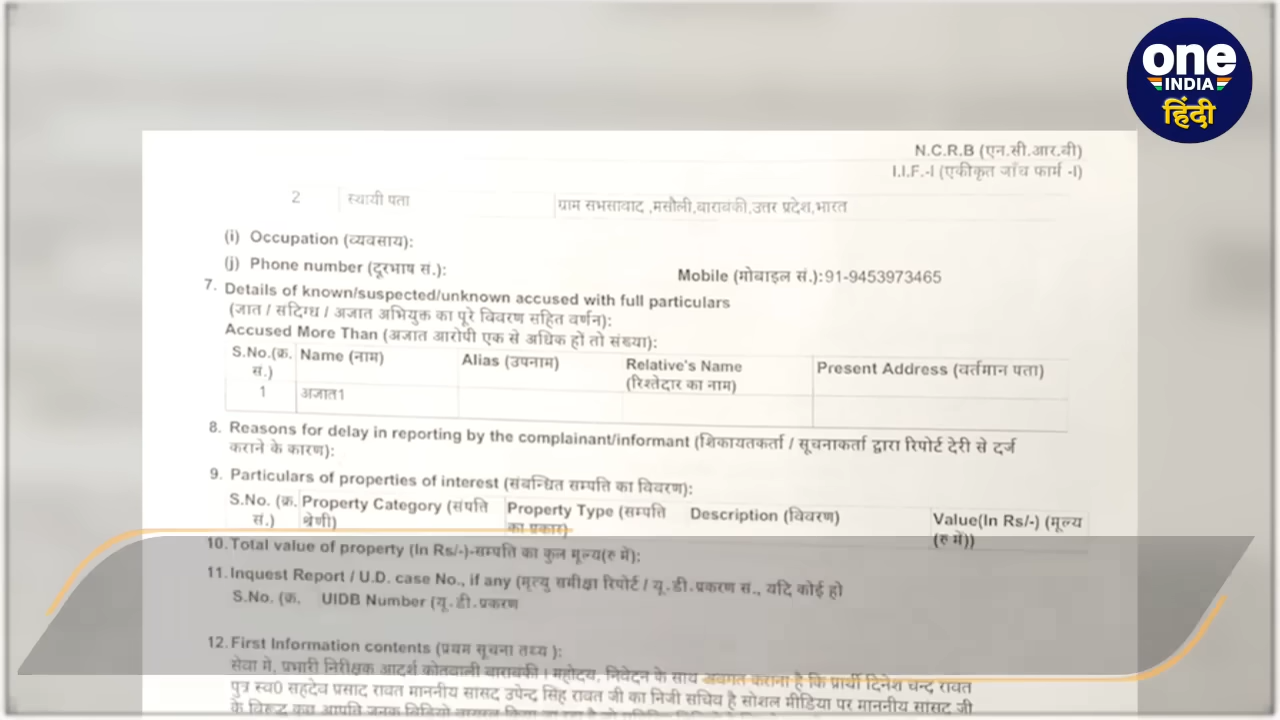 one
INDIA
हिंदी
N.C.R.B (एन.सी.आर.बी)
I.I.F.-I (एकीकृत जाँच फार्म -I)
2 स्थायी पता ग्राम सभसावाद ,मसौली,बाराबंकी,उत्तर प्रदेश,भारत
(i) Occupation (व्यवसाय):
(j) Phone number (दूरभाष सं.): Mobile (मोबाइल सं.):91-9453973465
7. Details of known/suspected/unknown accused with full particulars
(ज्ञात / संदिग्ध / अज्ञात अभियुक्त का पूरे विवरण सहित वर्णन):
Accused More Than (अज्ञात आरोपी एक से अधिक हों तो संख्या):
S.No.(क्र. सं.) Name (नाम) Alias (उपनाम) Relative's Name (रिश्तेदार का नाम) Present Address (वर्तमान पता)
1 अज्ञात1
8. Reasons for delay in reporting by the complainant/informant (शिकायतकर्ता / सूचनाकर्ता द्वारा रिपोर्ट देरी से दर्ज
कराने के कारण):
9. Particulars of properties of interest (संबन्धित सम्पत्ति का विवरण):
S.No. (क्र. सं.) Property Category (संपत्ति श्रेणी) Property Type (सम्पत्ति का प्रकार) Description (विवरण) Value(In Rs/-) (मूल्य (रु में))
10. Total value of property (In Rs/-)-सम्पत्ति का कुल मूल्य(रु में):
11. Inquest Report / U.D. case No., if any (मृत्यु समीक्षा रिपोर्ट / यू.डी.प्रकरण सं., यदि कोई हो
S.No. (क्र. UIDB Number (यू.डी.प्रकरण
12. First Information contents (प्रथम सूचना तथ्य ):
सेवा मे, प्रभारी निरीक्षक आदर्श कोतवाली बाराबंकी । महोदय, निवेदन के साथ अवगत कराना है कि प्रार्थी दिनेश चन्द्र रावत
पुत्र स्व0 सहदेव प्रसाद रावत माननीय सांसद उपेन्द्र सिंह रावत जी का निजी सचिव है सोशल मीडिया पर माननीय सांसद जी
के विरूद्ध